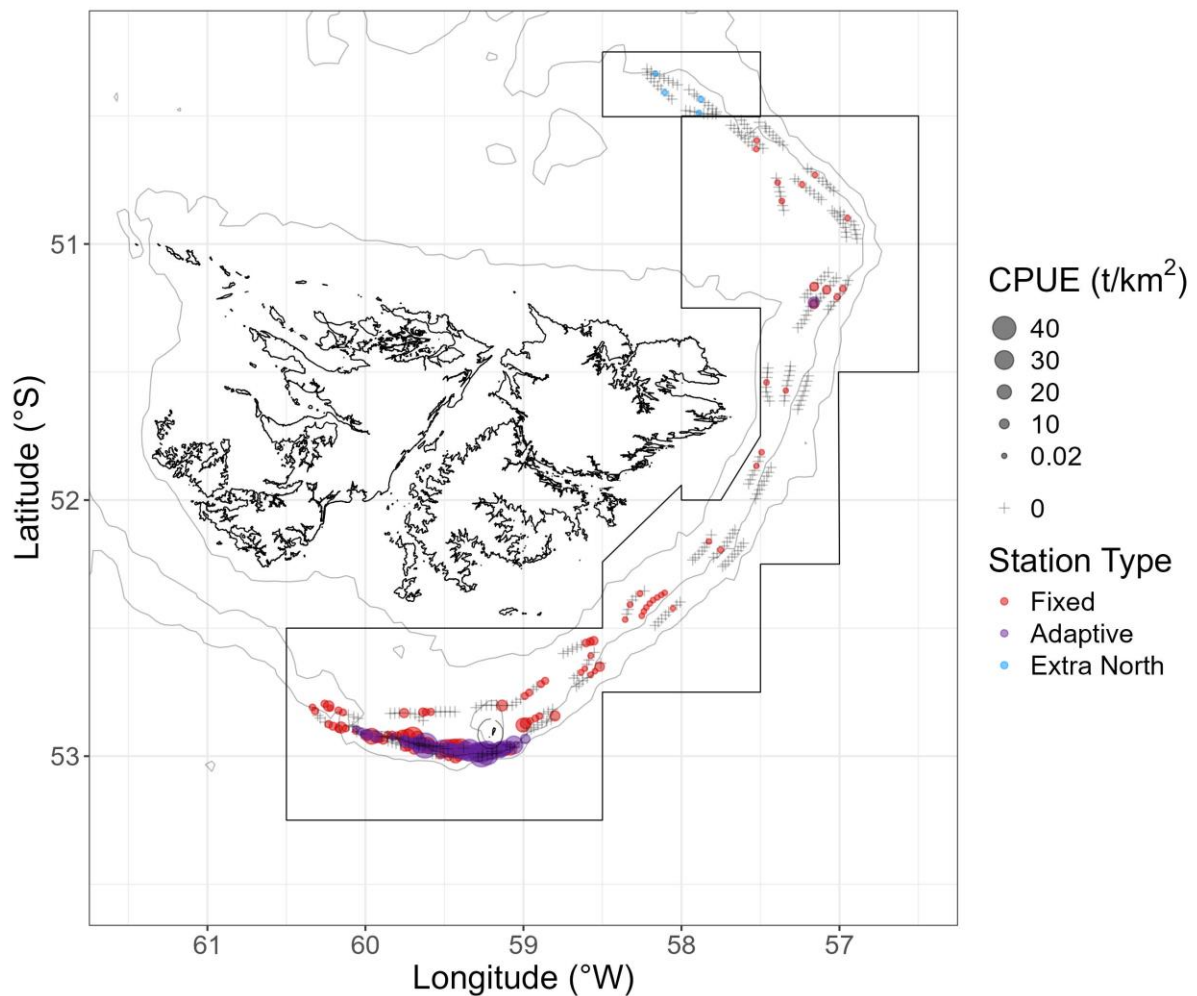 51
52
53
Latitude (°S)
61 60 59 58 57
Longitude (°W)
CPUE (t/km²)
40
30
20
10
0.02
0
Station Type
Fixed
Adaptive
Extra North